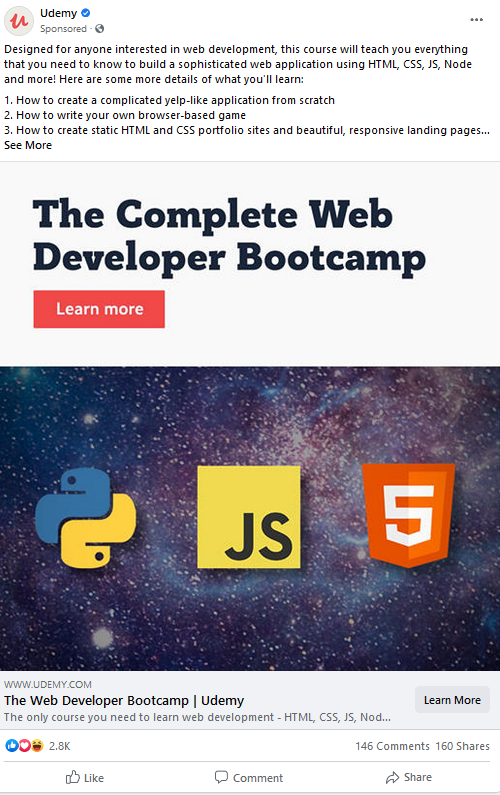 Udemy
Sponsored ·
Designed for anyone interested in web development, this course will teach you everything
that you need to know to build a sophisticated web application using HTML, CSS, JS, Node
and more! Here are some more details of what you'll learn:
1. How to create a complicated yelp-like application from scratch
2. How to write your own browser-based game
3. How to create static HTML and CSS portfolio sites and beautiful, responsive landing pages...
See More
The Complete Web
Developer Bootcamp
Learn more
JS
5
WWW.UDEMY.COM
The Web Developer Bootcamp | Udemy
The only course you need to learn web development - HTML, CSS, JS, Nod...
Learn More
2.8K
146 Comments 160 Shares
Like
Comment
Share